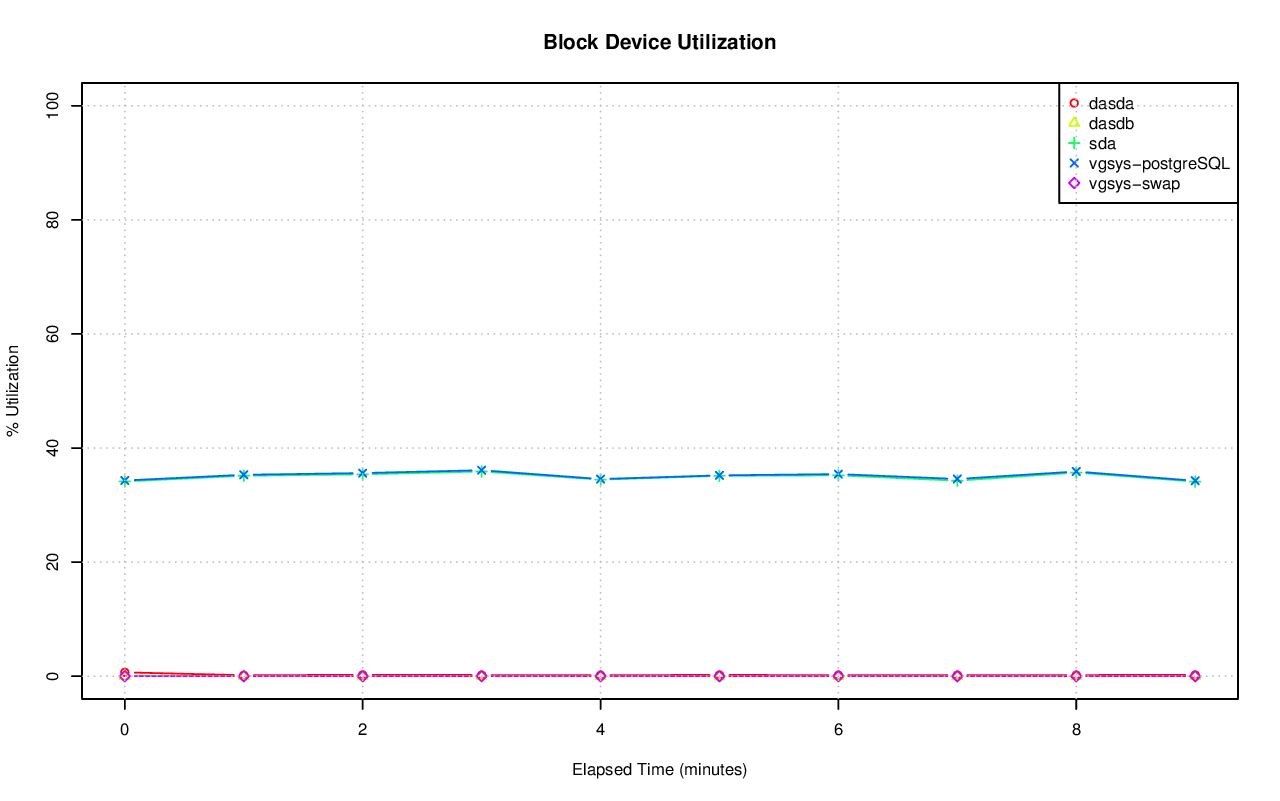 Block Device Utilization
% Utilization
100
80
60
40
20
0
dasda
dasdb
sda
vgsys−postgreSQL
vgsys−swap
0 2 4 6 8
Elapsed Time (minutes)